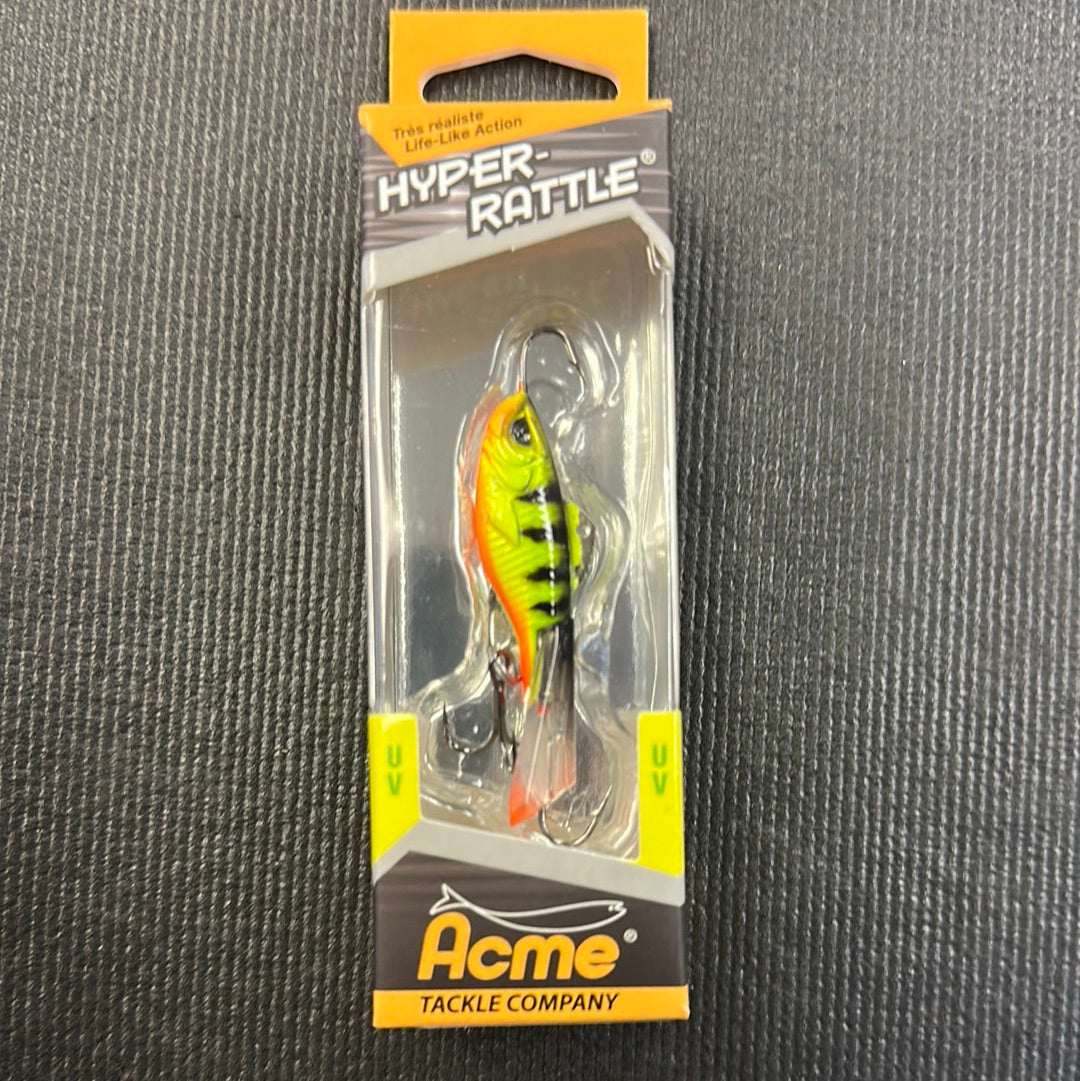 Très réaliste
Life-Like Action
HYPER-
RATTLE®
UV
UV
Acme®
TACKLE COMPANY